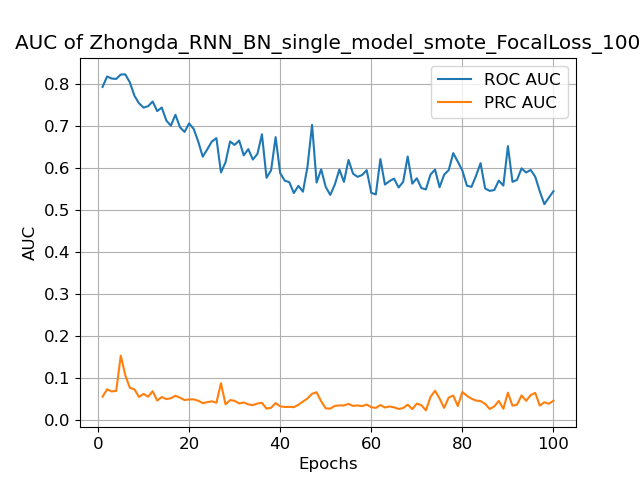 AUC of Zhongda_RNN_BN_single_model_smote_FocalLoss_100
ROC AUC
PRC AUC
AUC
0.8
0.7
0.6
0.5
0.4
0.3
0.2
0.1
0.0
0 20 40 60 80 100
Epochs